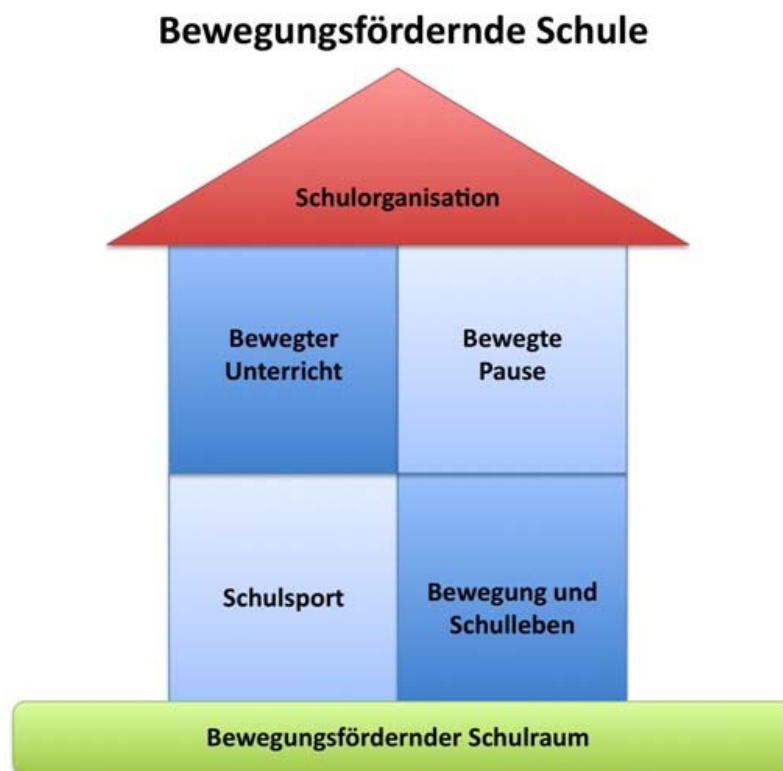 Bewegungsfördernde Schule
Schulorganisation
Bewegter
Unterricht
Bewegte
Pause
Schulsport
Bewegung und
Schulleben
Bewegungsfördernder Schulraum